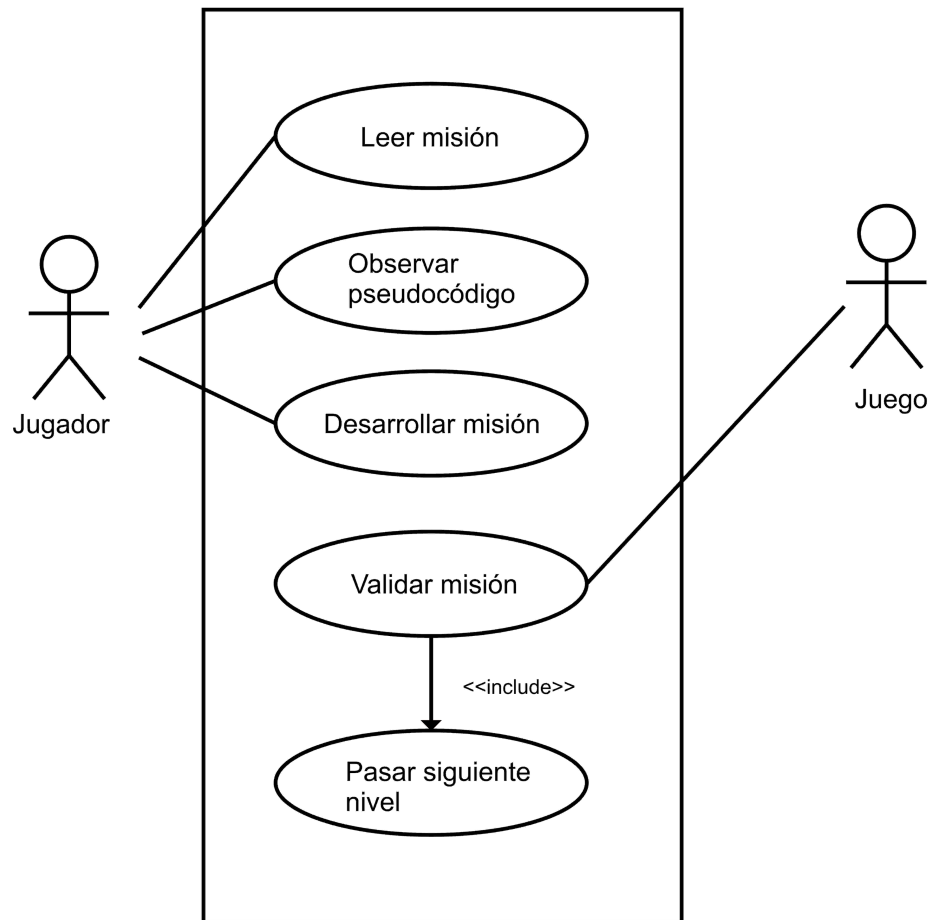 Leer misión
Observar
pseudocódigo
Desarrollar misión
Jugador
Juego
Validar misión
<<include>>
Pasar siguiente
nivel